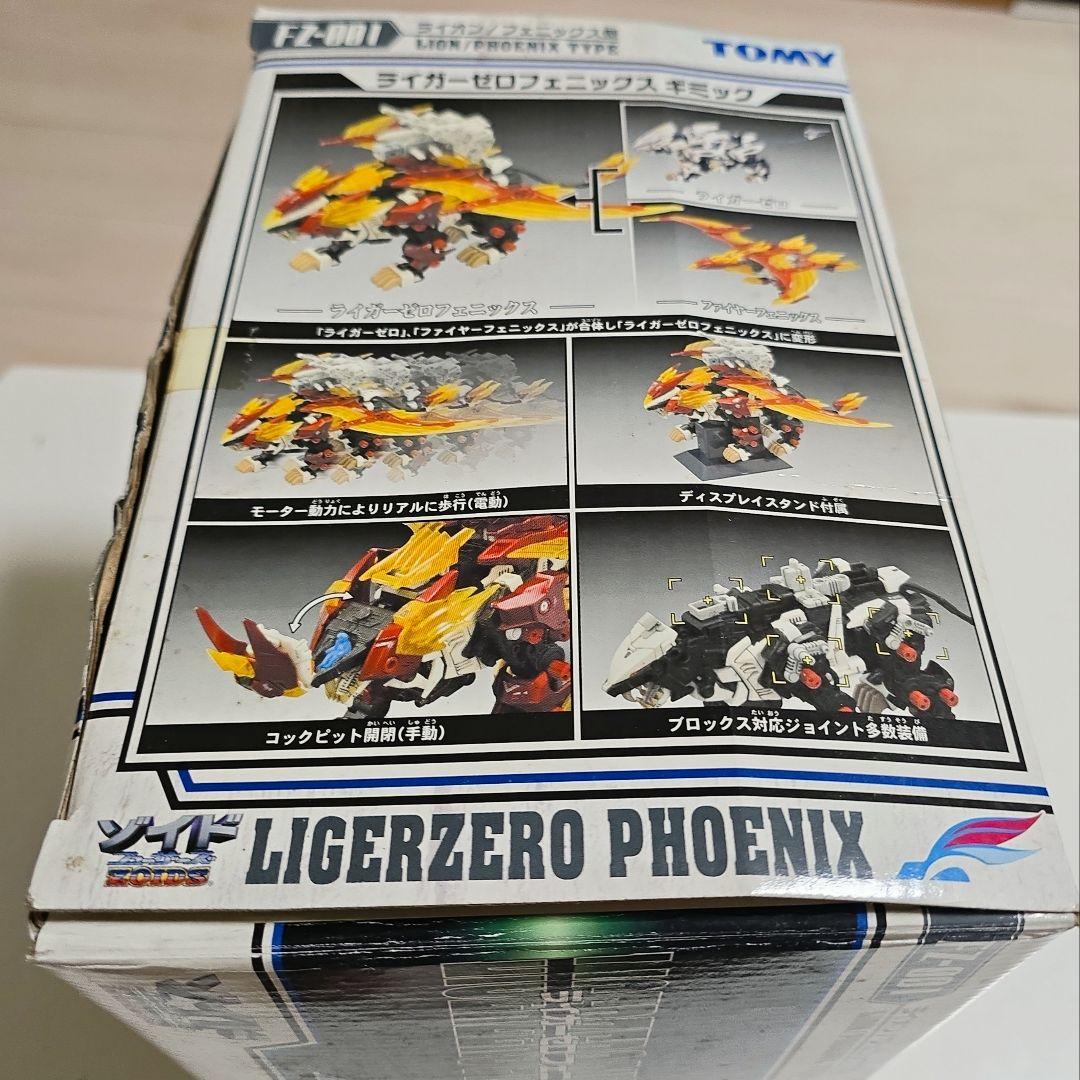 FZ-001
ライオン/フェニックス型
LION/PHOENIX TYPE
TOMY
ライガーゼロフェニックス ギミック
ライガーゼロ
ライガーゼロフェニックス
ファイヤーフェニックス
「ライガーゼロ」、「ファイヤーフェニックス」が合体し「ライガーゼロフェニックス」に変形
モーター動力によりリアルに歩行(電動)
ディスプレイスタンド付属
コックピット開閉(手動)
ブロックス対応ジョイント多数装備
ゾイド
ZOIDS
LIGERZERO PHOENIX